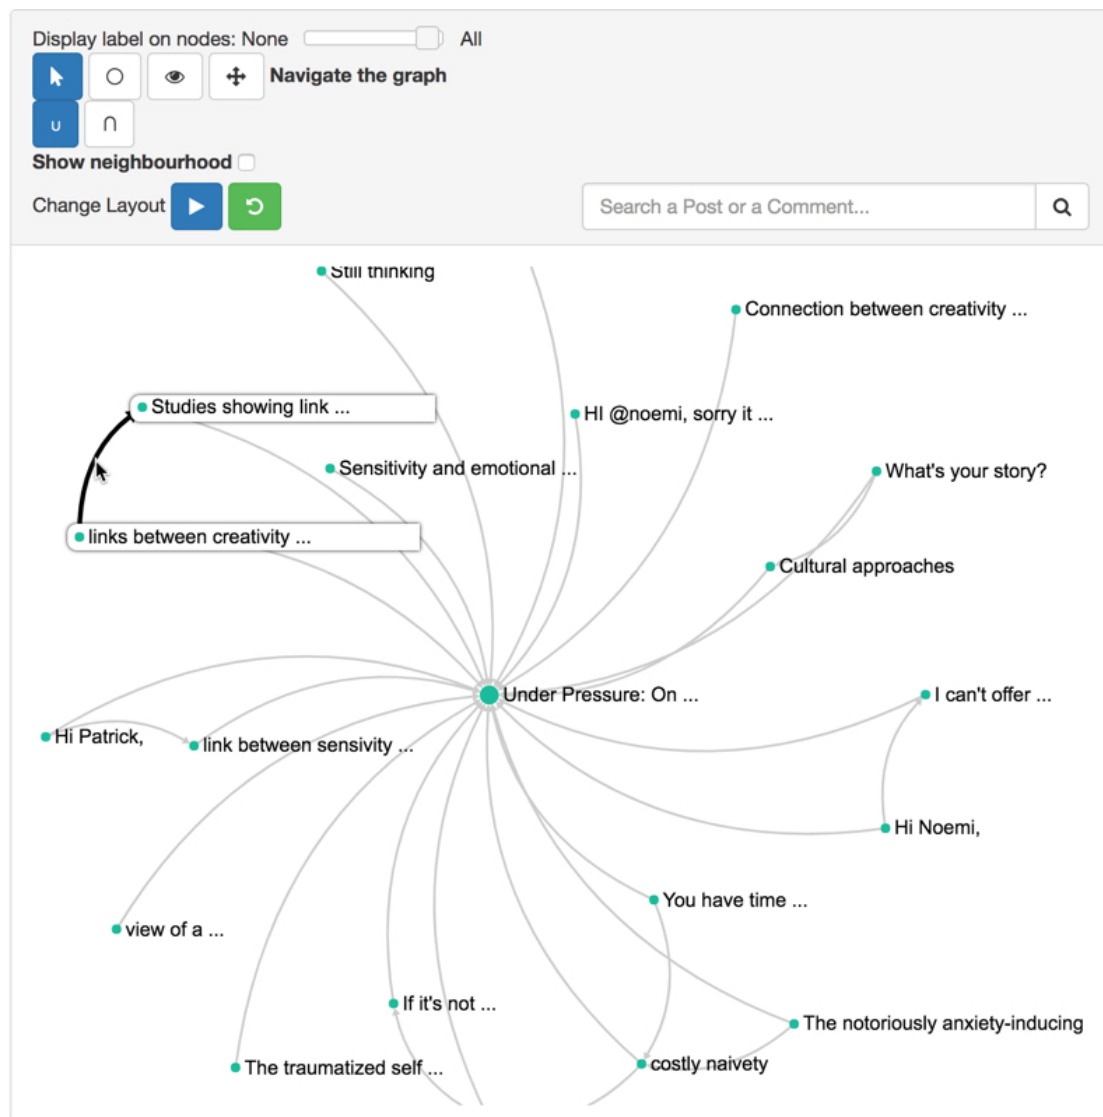 Display label on nodes: None All
Navigate the graph
∪ ∩
Show neighbourhood
Change Layout
Search a Post or a Comment...
Still thinking
Connection between creativity ...
Studies showing link ...
HI @noemi, sorry it ...
Sensitivity and emotional ...
What's your story?
links between creativity ...
Cultural approaches
Under Pressure: On ...
I can't offer ...
Hi Patrick,
link between sensivity ...
Hi Noemi,
You have time ...
view of a ...
If it's not ...
The notoriously anxiety-inducing
The traumatized self ...
costly naivety